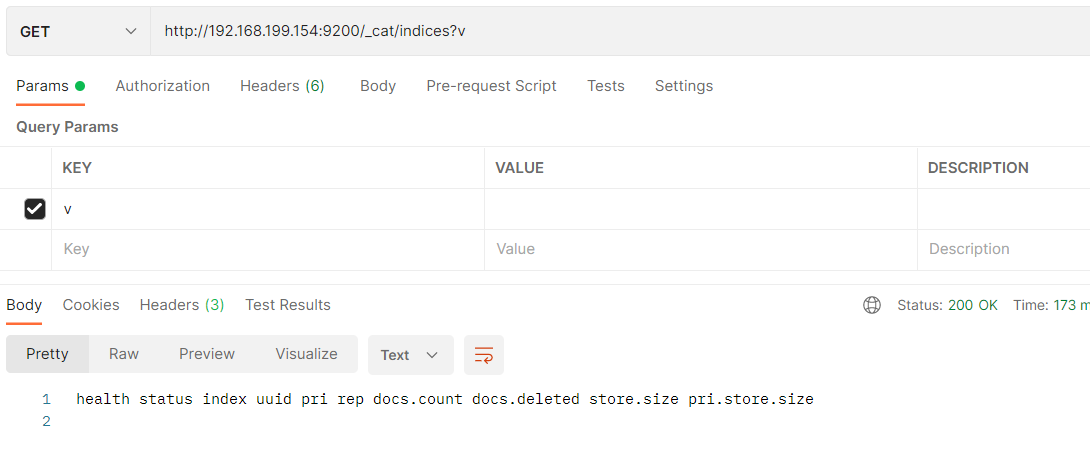 GET http://192.168.199.154:9200/_cat/indices?v
Params Authorization Headers (6) Body Pre-request Script Tests Settings
Query Params
KEY VALUE DESCRIPTION
v
Key Value Description
Body Cookies Headers (3) Test Results Status: 200 OK Time: 173 m
Pretty Raw Preview Visualize Text
1 health status index uuid pri rep docs.count docs.deleted store.size pri.store.size
2